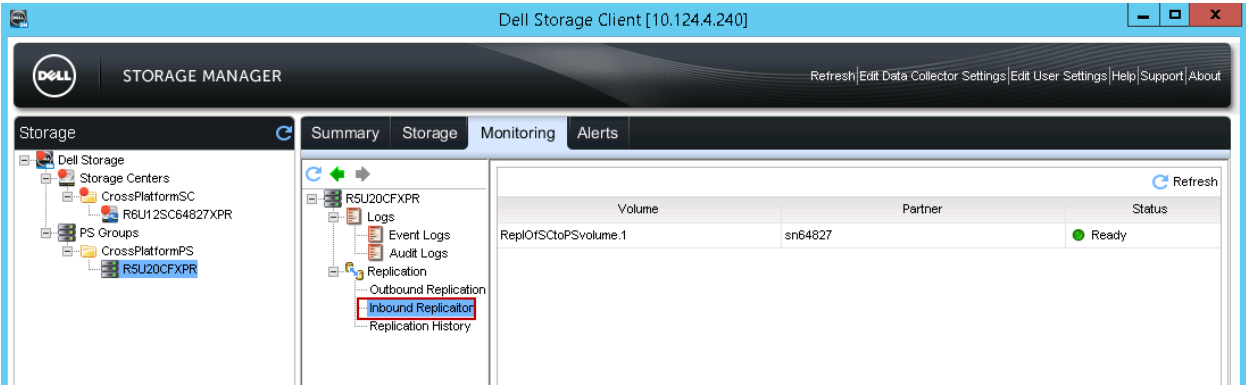 Dell Storage Client [10.124.4.240]
DELL
STORAGE MANAGER
Refresh|Edit Data Collector Settings|Edit User Settings|Help|Support|About
Storage
Dell Storage
Storage Centers
CrossPlatformSC
R6U12SC64827XPR
PS Groups
CrossPlatformPS
R5U20CFXPR
Summary Storage Monitoring Alerts
R5U20CFXPR
Logs
Event Logs
Audit Logs
Replication
Outbound Replication
Inbound Replicaiton
Replication History
Refresh
Volume Partner Status
ReplOfSCtoPSvolume.1 sn64827 Ready